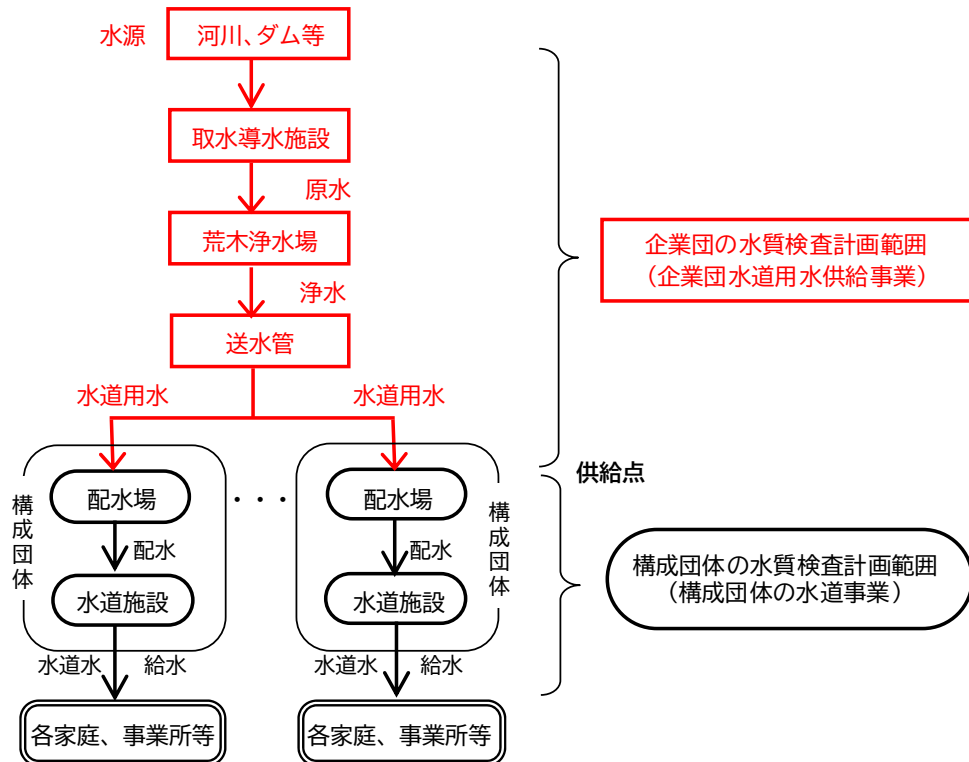 水源
河川、ダム等
取水導水施設
原水
荒木浄水場
浄水
送水管
水道用水
水道用水
企業団の水質検査計画範囲
(企業団水道用水供給事業)
供給点
構成団体
配水場
・・・
配水場
構成団体
配水
配水
水道施設
水道施設
構成団体の水質検査計画範囲
(構成団体の水道事業)
水道水
給水
水道水
給水
各家庭、事業所等
各家庭、事業所等